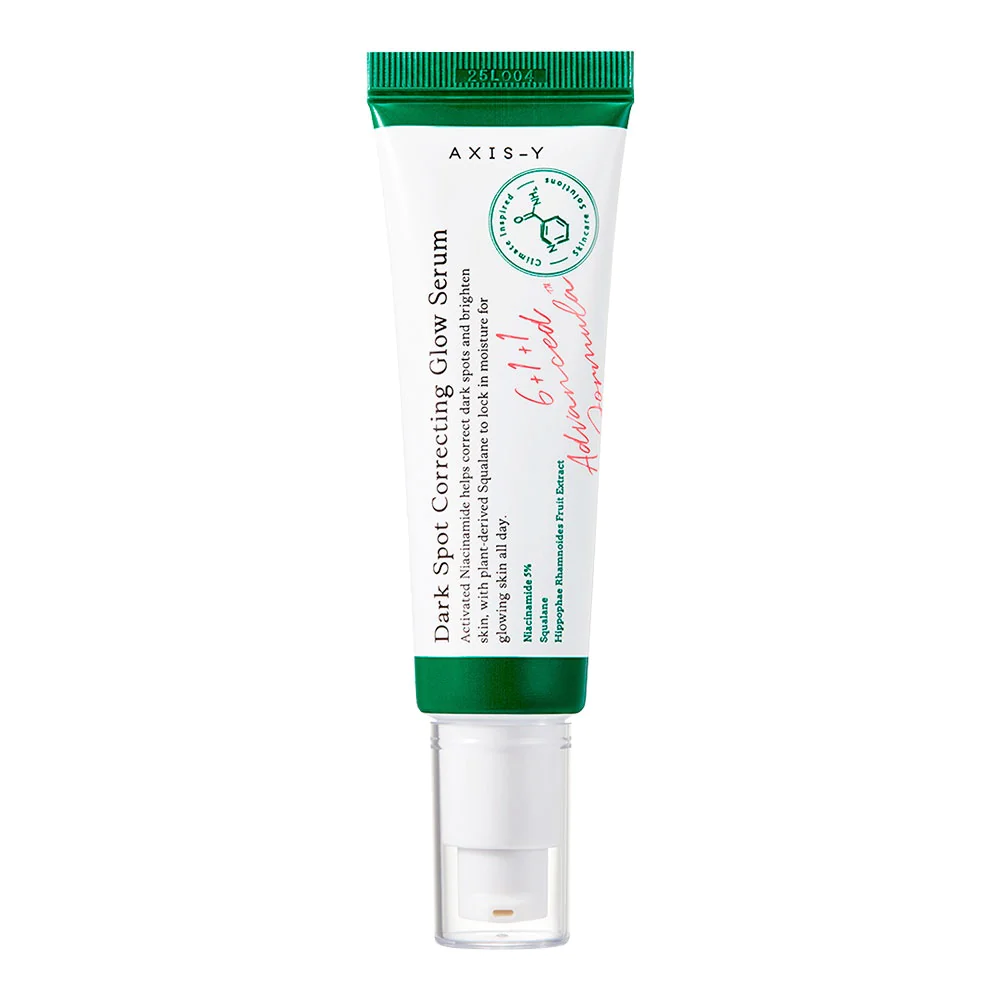 25L004
AXIS-Y
Climate Inspired
Skincare Solutions
O
NH₂
N
Dark Spot Correcting Glow Serum
Activated Niacinamide helps correct dark spots and brighten
skin, with plant-derived Squalane to lock in moisture for
glowing skin all day.
6+1+1
Advanced™
Formula
Niacinamide 5%
Squalane
Hippophae Rhamnoides Fruit Extract